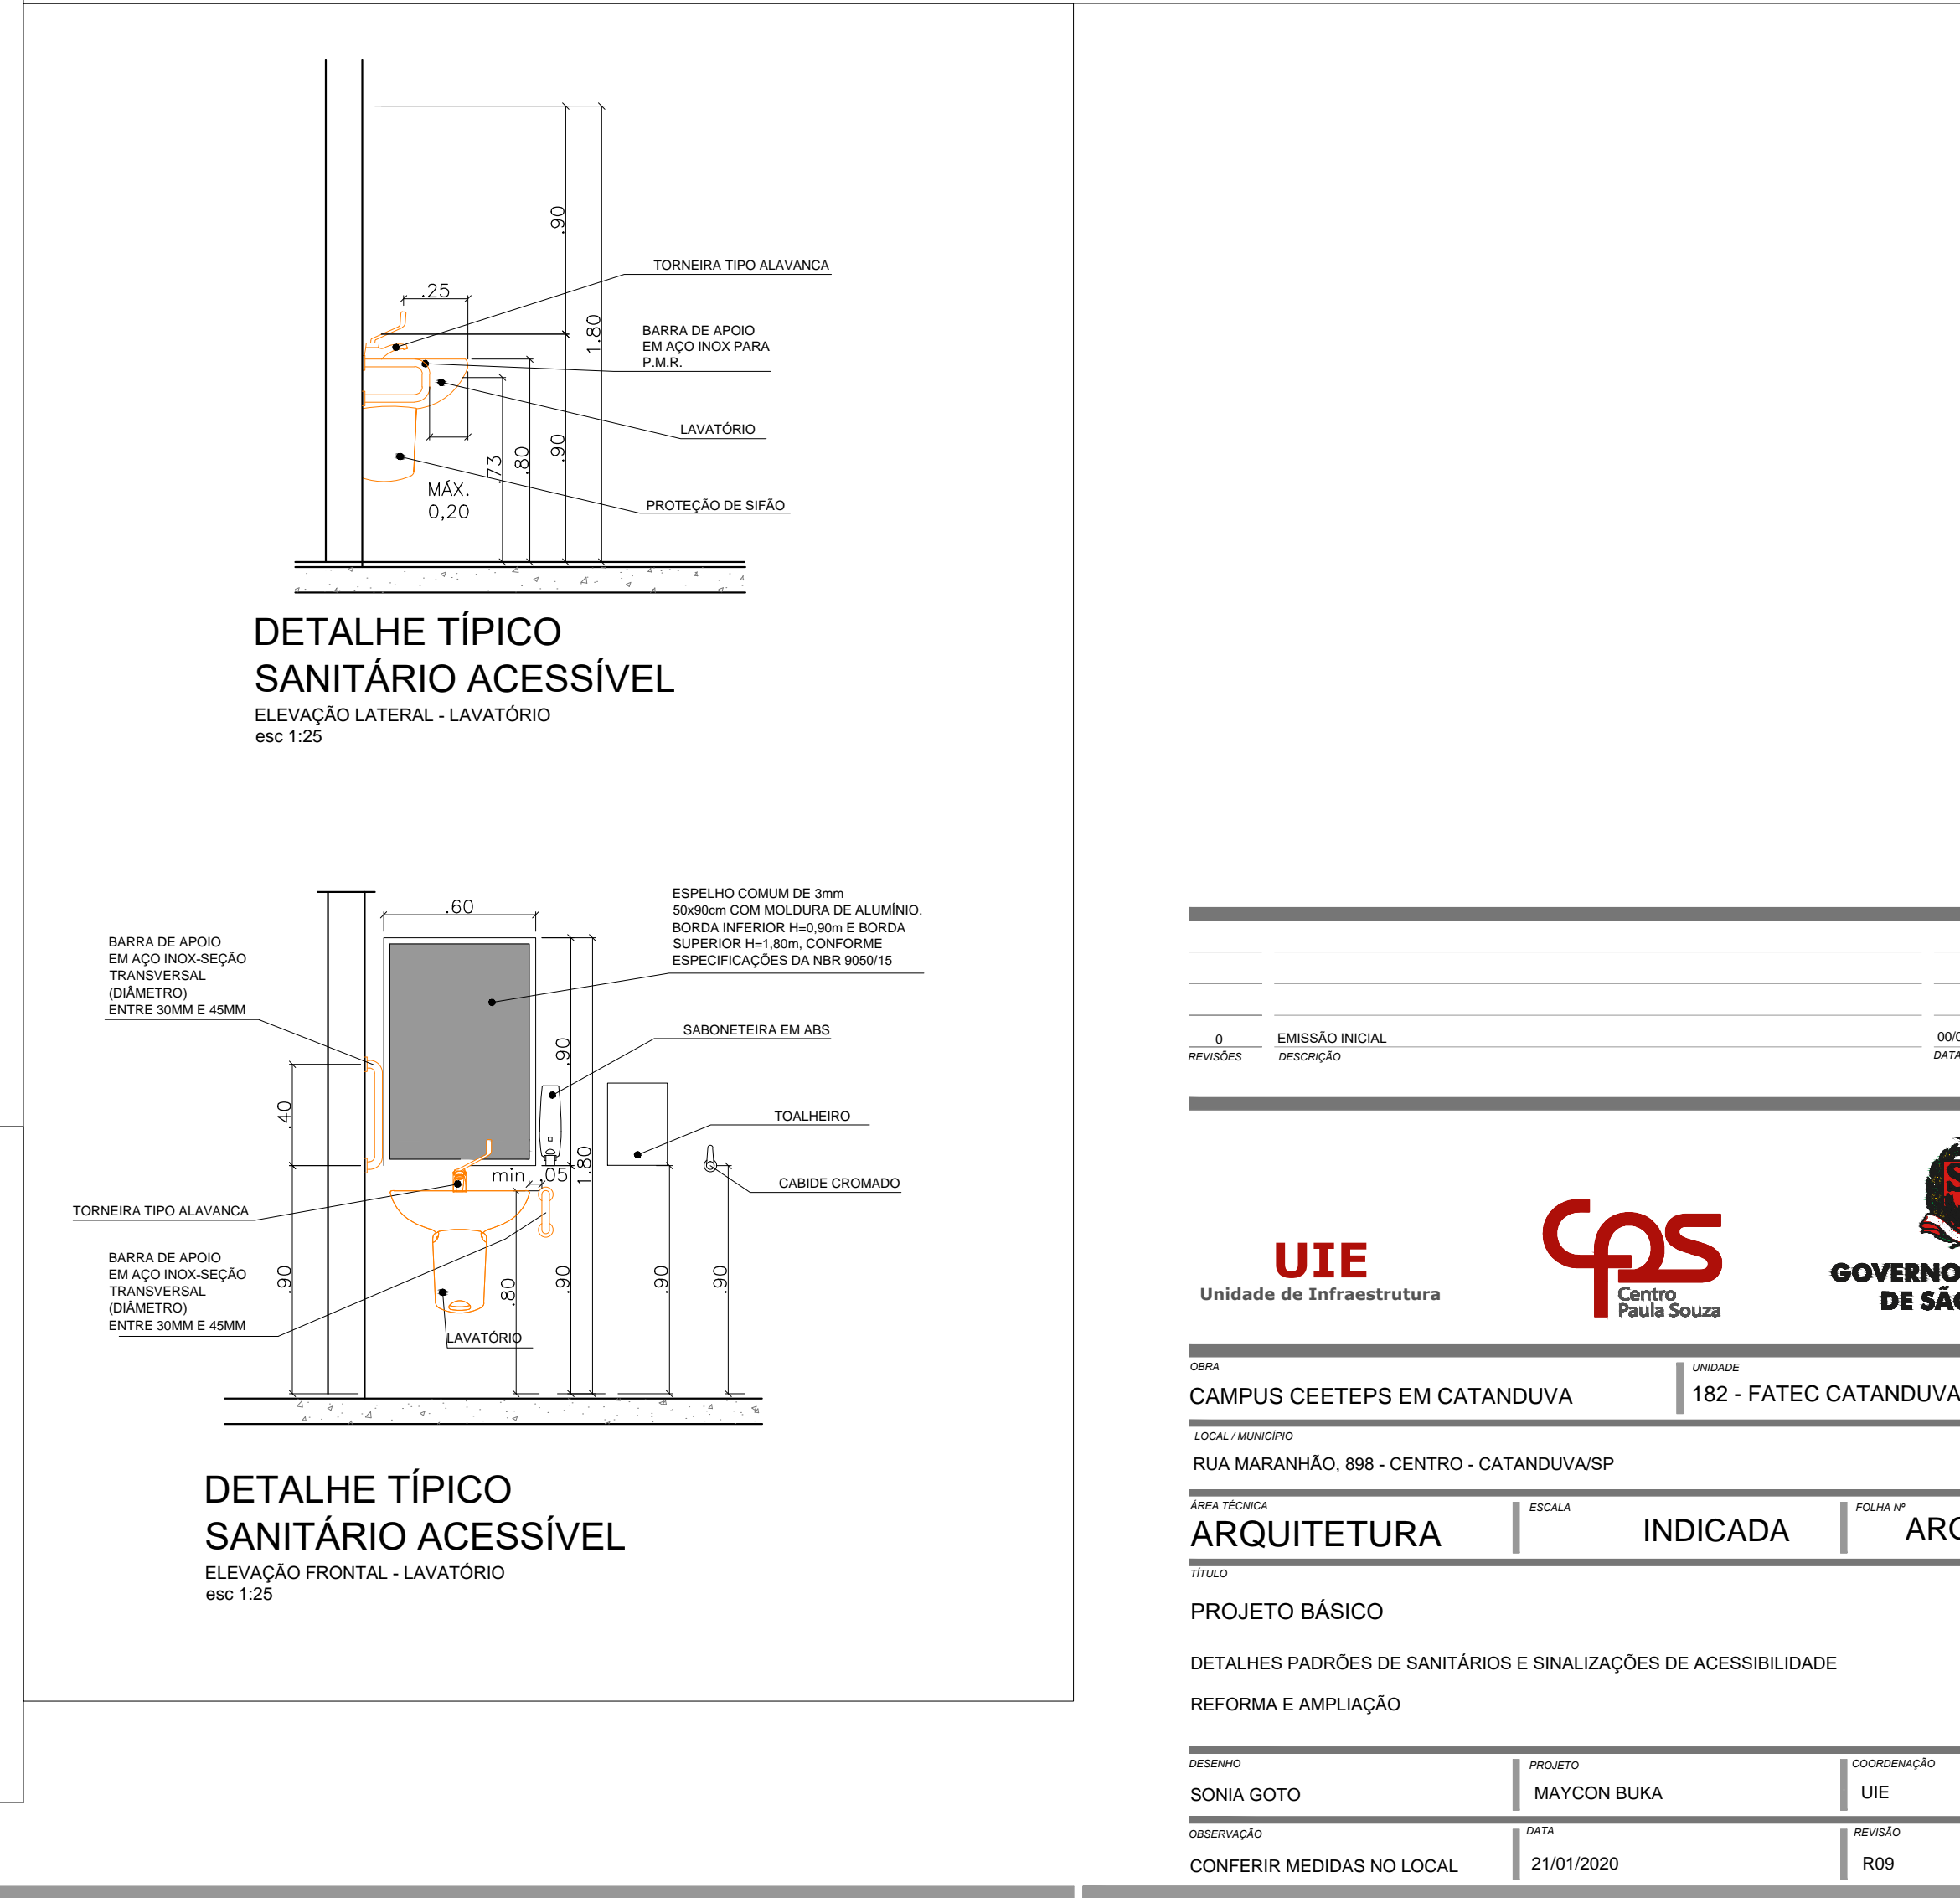 .90
TORNEIRA TIPO ALAVANCA
.25
1.80
BARRA DE APOIO
EM AÇO INOX PARA
P.M.R.
LAVATÓRIO
.73
.80
.90
MÁX.
0,20
PROTEÇÃO DE SIFÃO
DETALHE TÍPICO
SANITÁRIO ACESSÍVEL
ELEVAÇÃO LATERAL - LAVATÓRIO
esc 1:25
.60
ESPELHO COMUM DE 3mm
50x90cm COM MOLDURA DE ALUMÍNIO.
BORDA INFERIOR H=0,90m E BORDA
SUPERIOR H=1,80m, CONFORME
ESPECIFICAÇÕES DA NBR 9050/15
BARRA DE APOIO
EM AÇO INOX-SEÇÃO
TRANSVERSAL
(DIÂMETRO)
ENTRE 30MM E 45MM
SABONETEIRA EM ABS
.90
.40
TOALHEIRO
1.80
min .05
CABIDE CROMADO
TORNEIRA TIPO ALAVANCA
BARRA DE APOIO
EM AÇO INOX-SEÇÃO
TRANSVERSAL
(DIÂMETRO)
ENTRE 30MM E 45MM
.90
.80
.90
.90
.90
LAVATÓRIO
DETALHE TÍPICO
SANITÁRIO ACESSÍVEL
ELEVAÇÃO FRONTAL - LAVATÓRIO
esc 1:25
0 EMISSÃO INICIAL 00/0
REVISÕES DESCRIÇÃO DATA
UIE
Unidade de Infraestrutura
cps
Centro
Paula Souza
GOVERNO
DE SÃO
OBRA UNIDADE
CAMPUS CEETEPS EM CATANDUVA 182 - FATEC CATANDUVA
LOCAL / MUNICÍPIO
RUA MARANHÃO, 898 - CENTRO - CATANDUVA/SP
ÁREA TÉCNICA ESCALA FOLHA Nº
ARQUITETURA INDICADA ARQ
TÍTULO
PROJETO BÁSICO
DETALHES PADRÕES DE SANITÁRIOS E SINALIZAÇÕES DE ACESSIBILIDADE
REFORMA E AMPLIAÇÃO
DESENHO PROJETO COORDENAÇÃO
SONIA GOTO MAYCON BUKA UIE
OBSERVAÇÃO DATA REVISÃO
CONFERIR MEDIDAS NO LOCAL 21/01/2020 R09